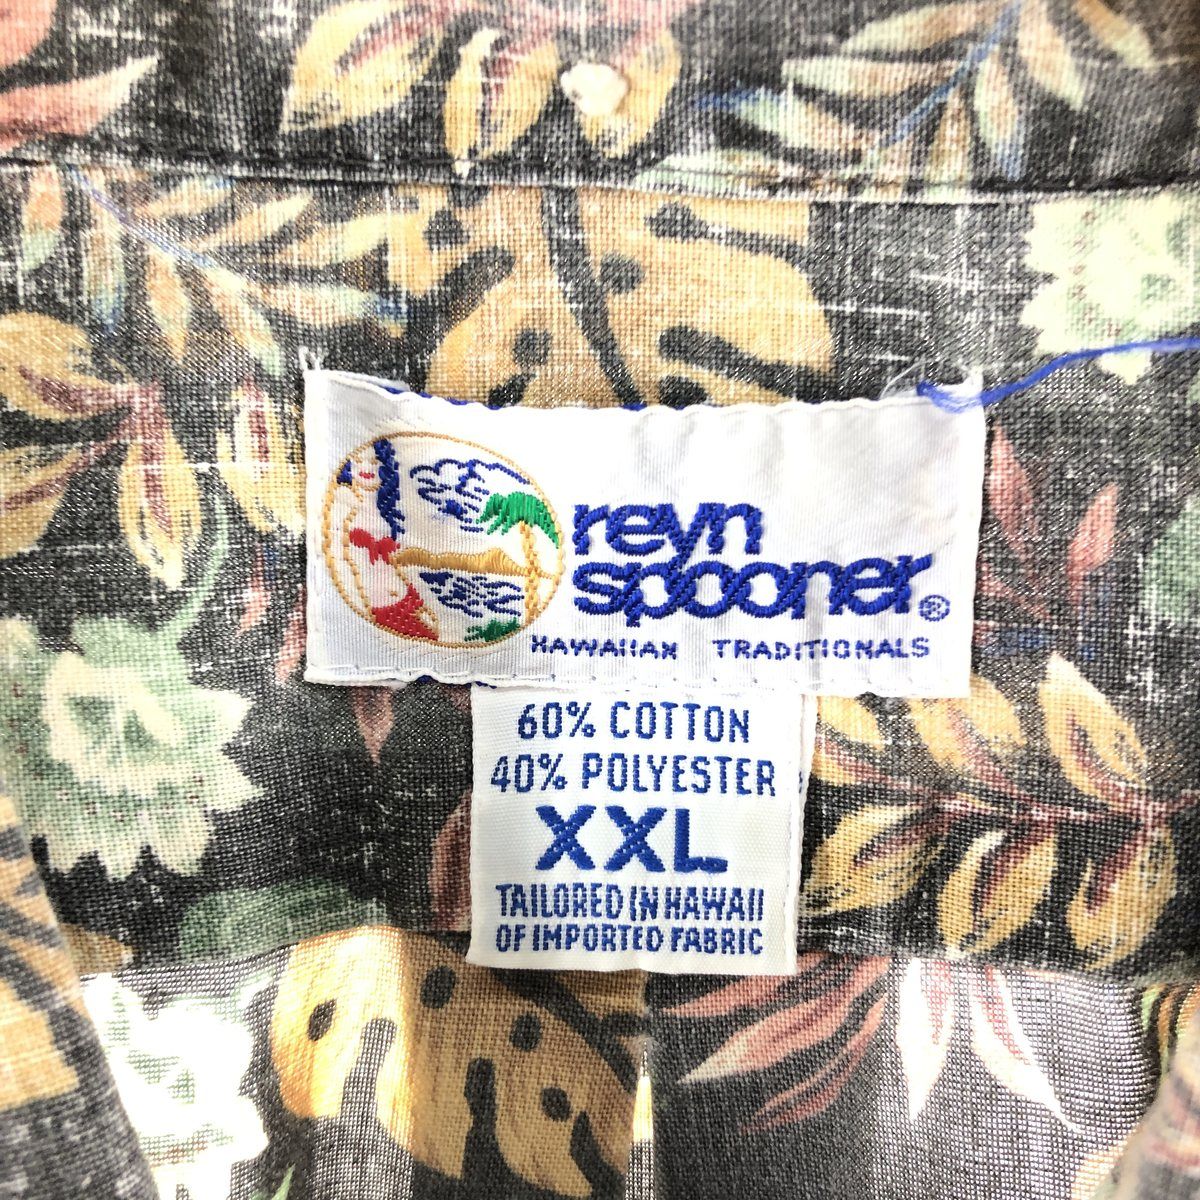 reyn
spooner®
HAWAIIAN TRADITIONALS
60% COTTON
40% POLYESTER
XXL
TAILORED IN HAWAII
OF IMPORTED FABRIC